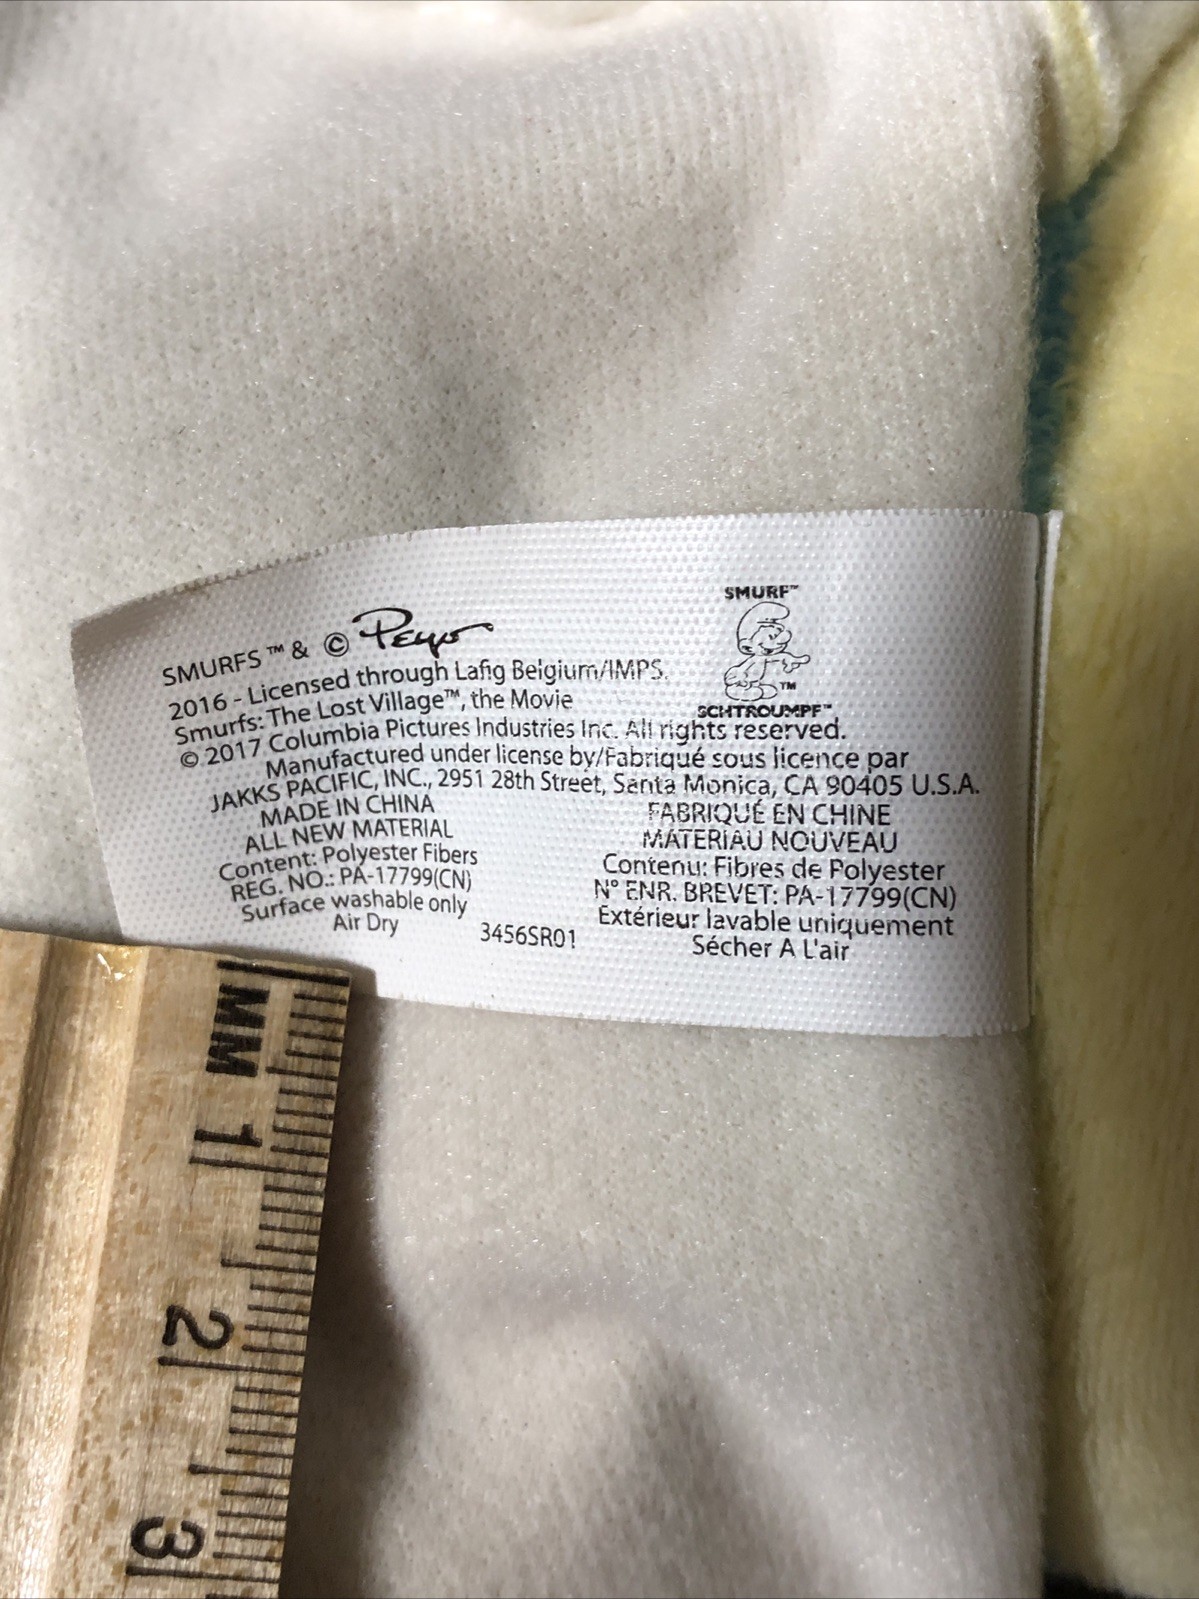 SMURF™
SCHTROUMPF™
SMURFS ™ & © Peyo
2016 - Licensed through Lafig Belgium/IMPS.
Smurfs: The Lost Village™, the Movie
© 2017 Columbia Pictures Industries Inc. All rights reserved.
Manufactured under license by/Fabriqué sous licence par
JAKKS PACIFIC, INC., 2951 28th Street, Santa Monica, CA 90405 U.S.A.
MADE IN CHINA
ALL NEW MATERIAL
Content: Polyester Fibers
REG. NO.: PA-17799(CN)
Surface washable only
Air Dry
3456SR01
FABRIQUÉ EN CHINE
MATERIAU NOUVEAU
Contenu: Fibres de Polyester
N° ENR. BREVET: PA-17799(CN)
Extérieur lavable uniquement
Sécher A L'air
MM 1 2 3